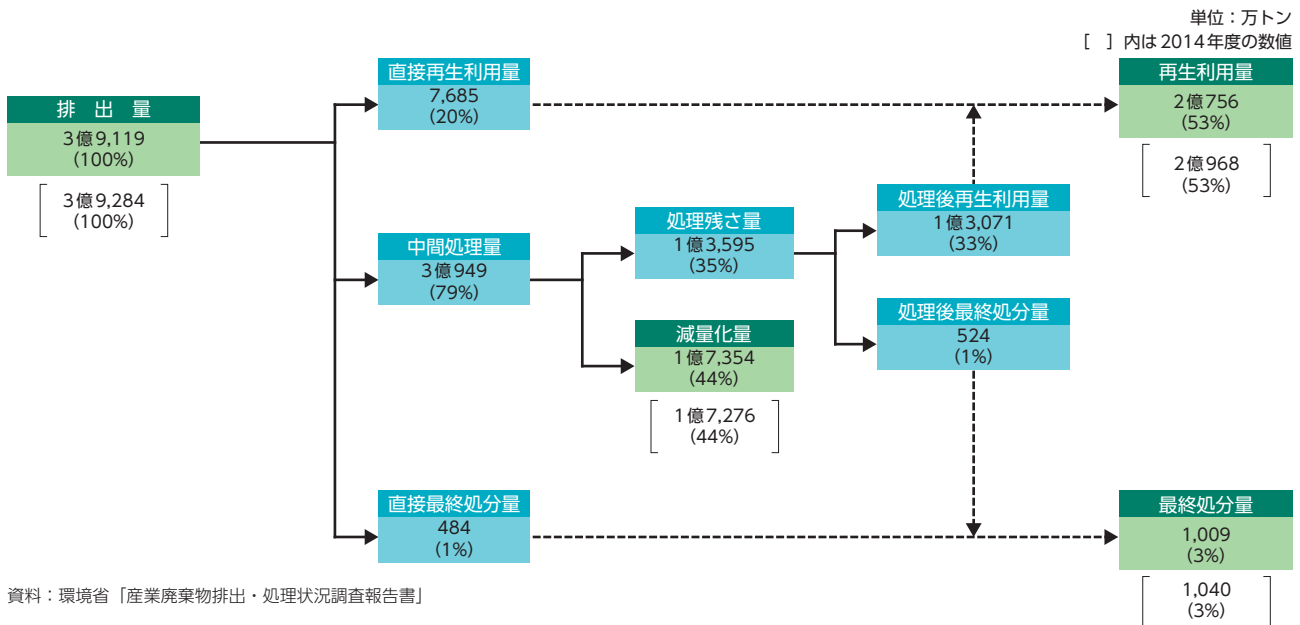 単位：万トン
［　］内は2014年度の数値
排　出　量
3億9,119
(100%)
3億9,284
(100%)
直接再生利用量
7,685
(20%)
中間処理量
3億949
(79%)
直接最終処分量
484
(1%)
処理残さ量
1億3,595
(35%)
減量化量
1億7,354
(44%)
1億7,276
(44%)
処理後再生利用量
1億3,071
(33%)
処理後最終処分量
524
(1%)
再生利用量
2億756
(53%)
2億968
(53%)
最終処分量
1,009
(3%)
1,040
(3%)
資料：環境省「産業廃棄物排出・処理状況調査報告書」